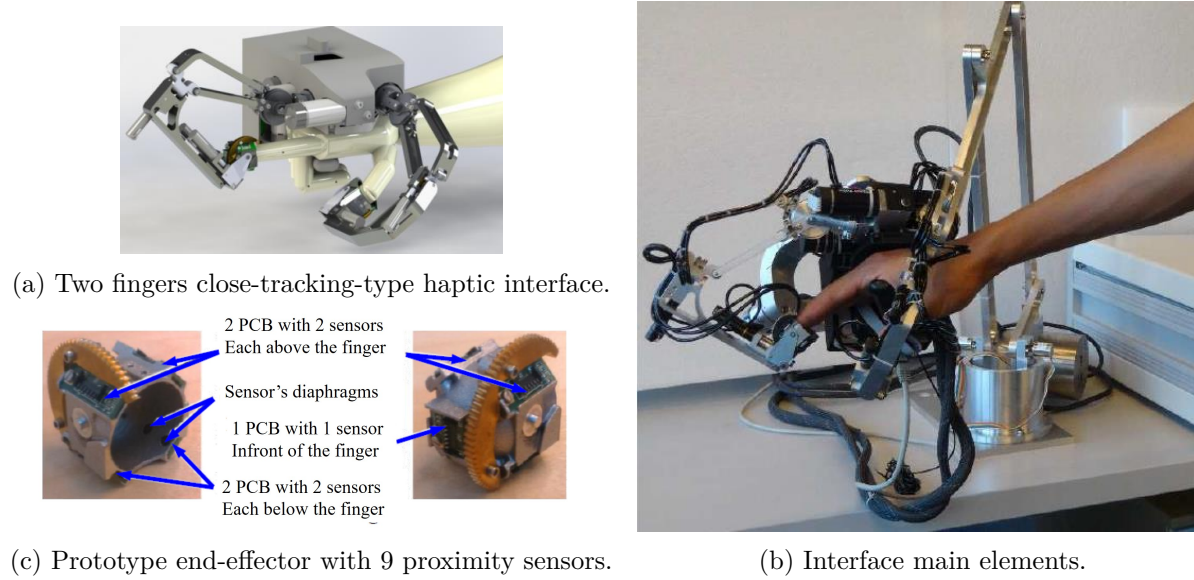 (a) Two fingers close-tracking-type haptic interface.
2 PCB with 2 sensors
Each above the finger
Sensor's diaphragms
1 PCB with 1 sensor
Infront of the finger
2 PCB with 2 sensors
Each below the finger
(c) Prototype end-effector with 9 proximity sensors.
(b) Interface main elements.